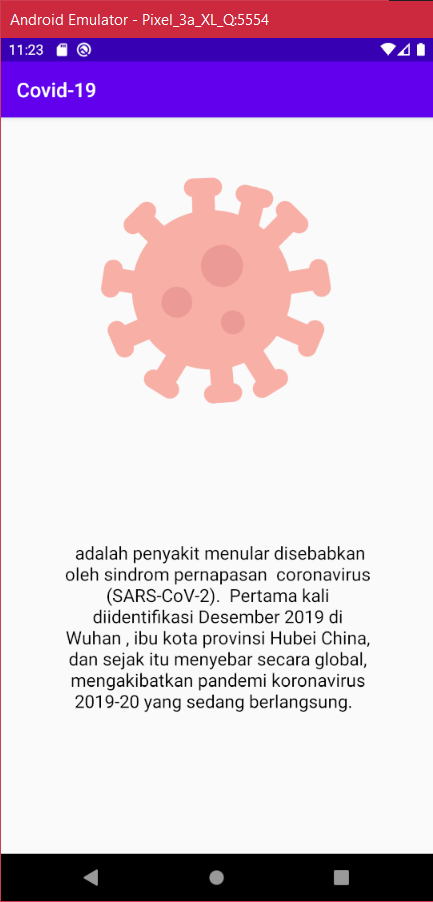 Android Emulator - Pixel_3a_XL_Q:5554
11:23
Covid-19
adalah penyakit menular disebabkan
oleh sindrom pernapasan  coronavirus
(SARS-CoV-2).  Pertama kali
diidentifikasi Desember 2019 di
Wuhan , ibu kota provinsi Hubei China,
dan sejak itu menyebar secara global,
mengakibatkan pandemi koronavirus
2019-20 yang sedang berlangsung.